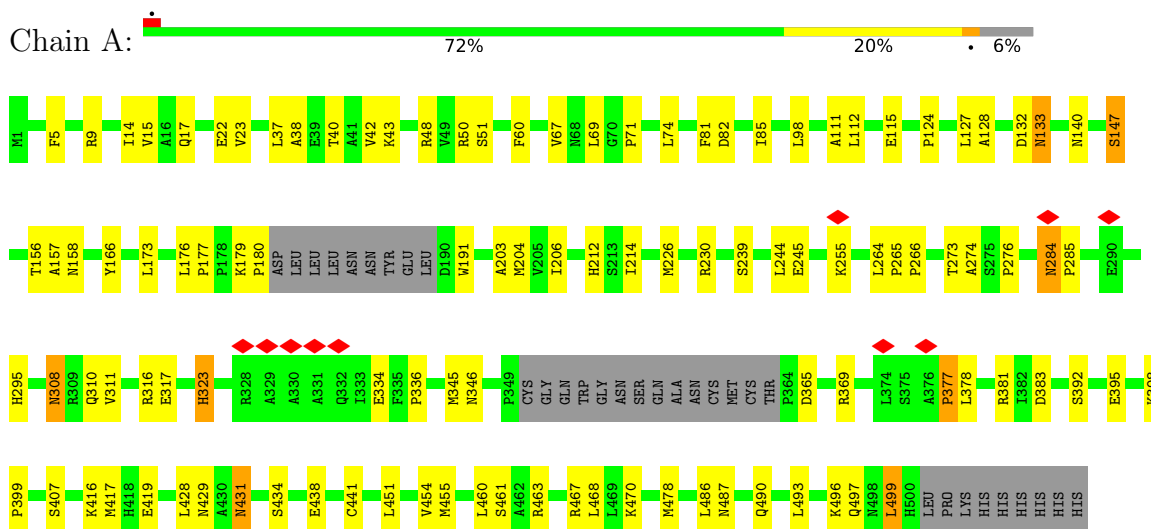 Chain A:
72% 20% • 6%
M1 F5 R9 I14 V15 A16 Q17 E22 V23 L37 A38 E39 T40 A41 V42 K43 R48 V49 R50 S51 F60 V67 N68 L69 G70 P71 L74 F81 D82 I85 L98 A111 L112 E115 P124 L127 A128 D132 N133 N140 S147
T156 A157 N158 Y166 L173 L176 P177 P178 K179 P180 ASP LEU LEU LEU ASN ASN TYR GLU LEU D190 W191 A203 M204 V205 I206 H212 S213 I214 M226 R230 S239 L244 E245 K255 L264 P265 P266 T273 A274 S275 P276 N284 P285 E290
H295 N308 R309 Q310 V311 R316 E317 H323 R328 A329 A330 A331 Q332 I333 E334 F335 P336 M345 N346 P349 CYS GLY GLN TRP GLY ASN SER GLN ALA ASN CYS MET CYS THR P364 D365 R369 L374 S375 A376 P377 L378 R381 I382 D383 S392 E395
P399 S407 K416 M417 H418 E419 L428 N429 A430 N431 S434 E438 C441 L451 V454 M455 L460 S461 A462 R463 R467 L468 L469 K470 M478 L486 N487 Q490 L493 K496 Q497 N498 L499 H500 LEU PRO LYS HIS HIS HIS HIS HIS HIS